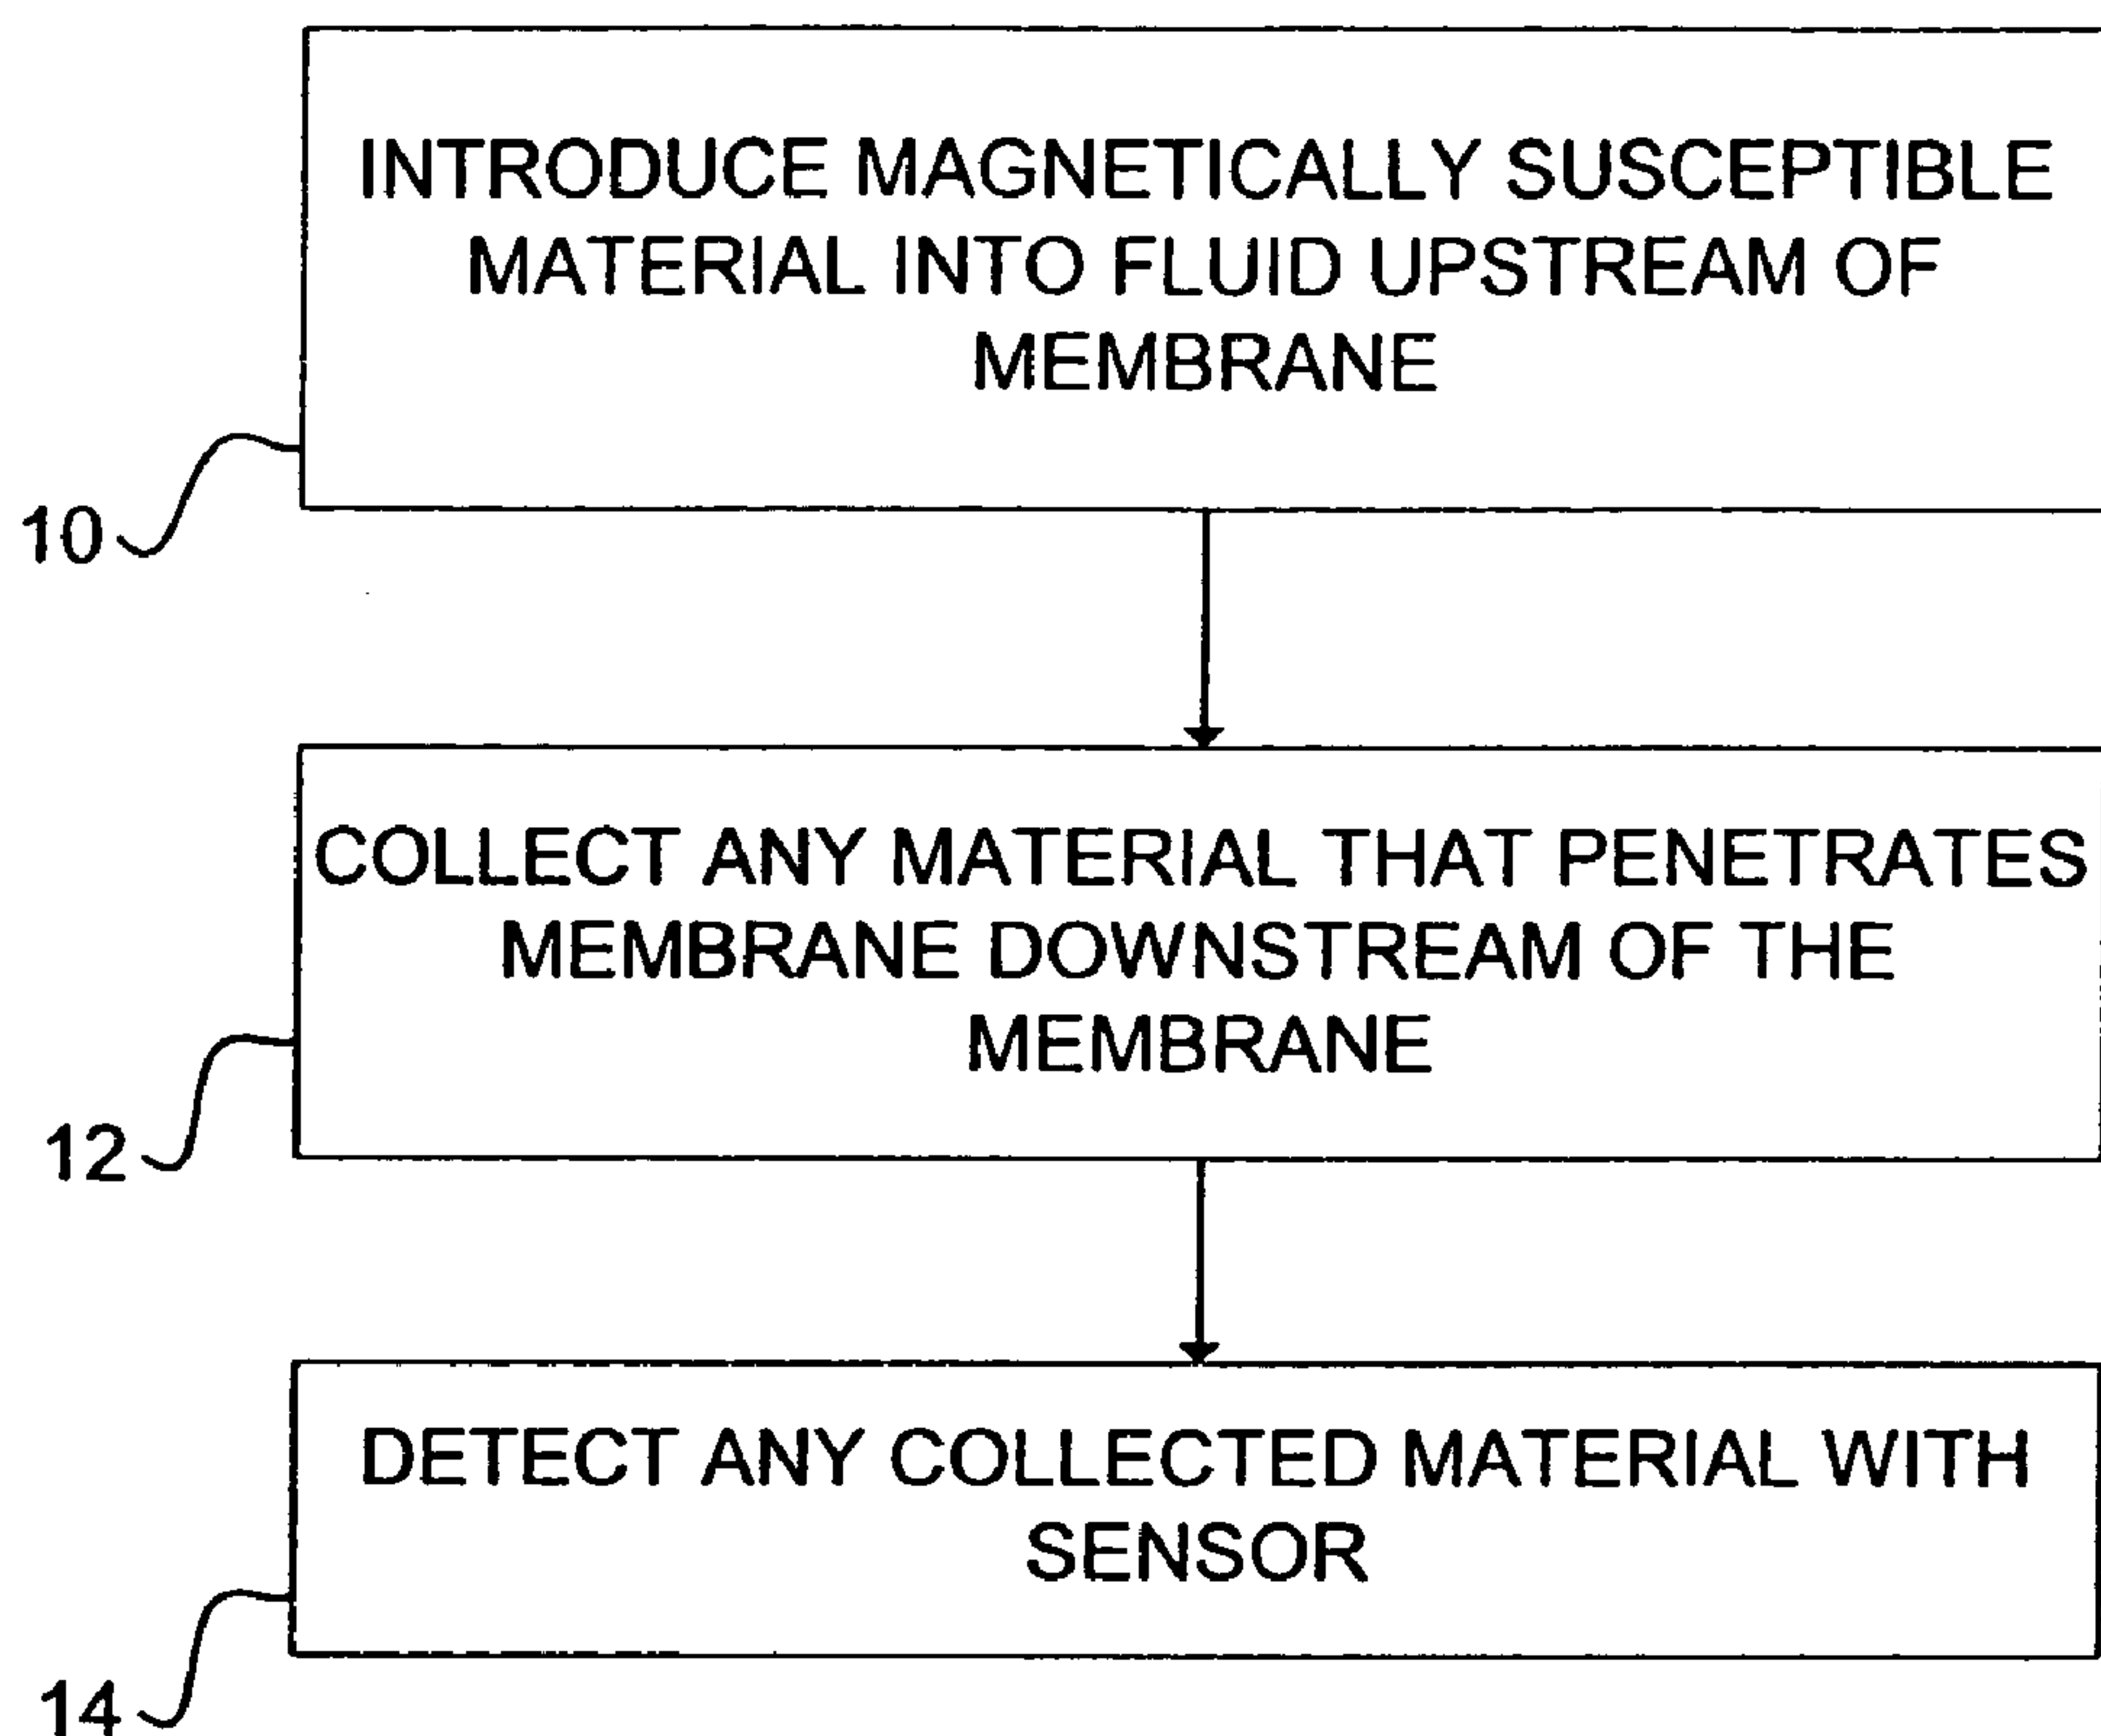 INTRODUCE MAGNETICALLY SUSCEPTIBLE
MATERIAL INTO FLUID UPSTREAM OF
MEMBRANE
10
COLLECT ANY MATERIAL THAT PENETRATES
MEMBRANE DOWNSTREAM OF THE
MEMBRANE
12
DETECT ANY COLLECTED MATERIAL WITH
SENSOR
14